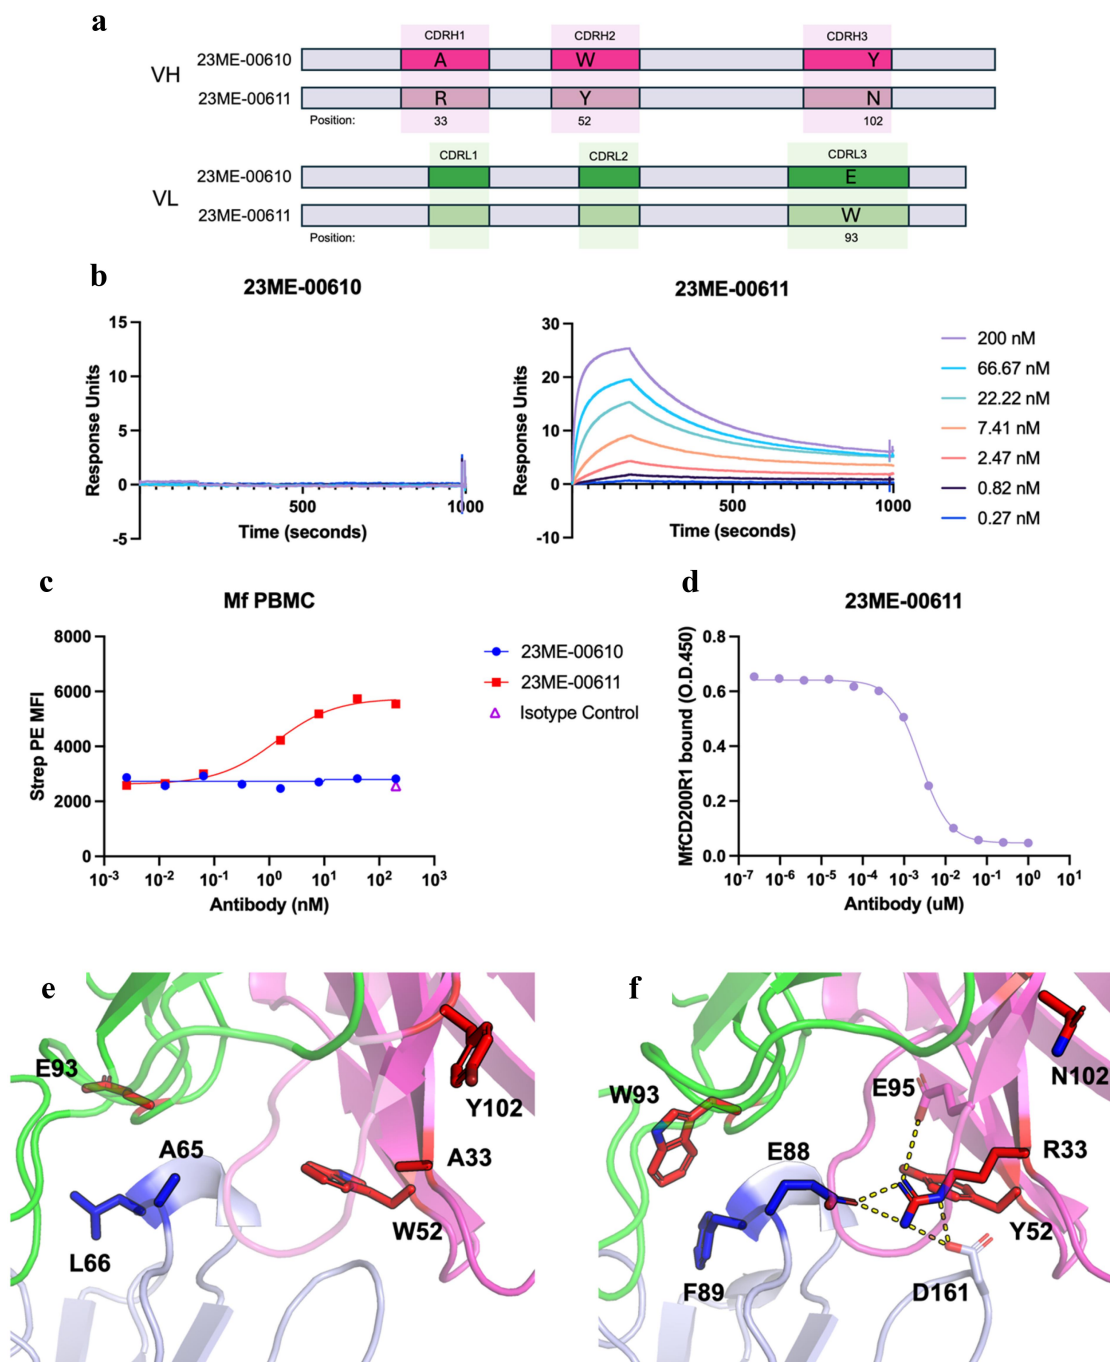 a
CDRH1 CDRH2 CDRH3
VH
23ME-00610 A W Y
23ME-00611 R Y N
Position: 33 52 102
CDRL1 CDRL2 CDRL3
VL
23ME-00610 E
23ME-00611 W
Position: 93
b
23ME-00610
Response Units
15
10
5
0
-5
500 1000
Time (seconds)
23ME-00611
Response Units
30
20
10
0
-10
500 1000
Time (seconds)
200 nM
66.67 nM
22.22 nM
7.41 nM
2.47 nM
0.82 nM
0.27 nM
c
Mf PBMC
Strep PE MFI
8000
6000
4000
2000
0
10-3 10-2 10-1 100 101 102 103
Antibody (nM)
23ME-00610
23ME-00611
Isotype Control
d
23ME-00611
MfCD200R1 bound (O.D.450)
0.8
0.6
0.4
0.2
0.0
10-7 10-6 10-5 10-4 10-3 10-2 10-1 100 101
Antibody (uM)
e
E93
Y102
A65
A33
W52
L66
f
N102
E95
W93
E88
R33
Y52
F89
D161